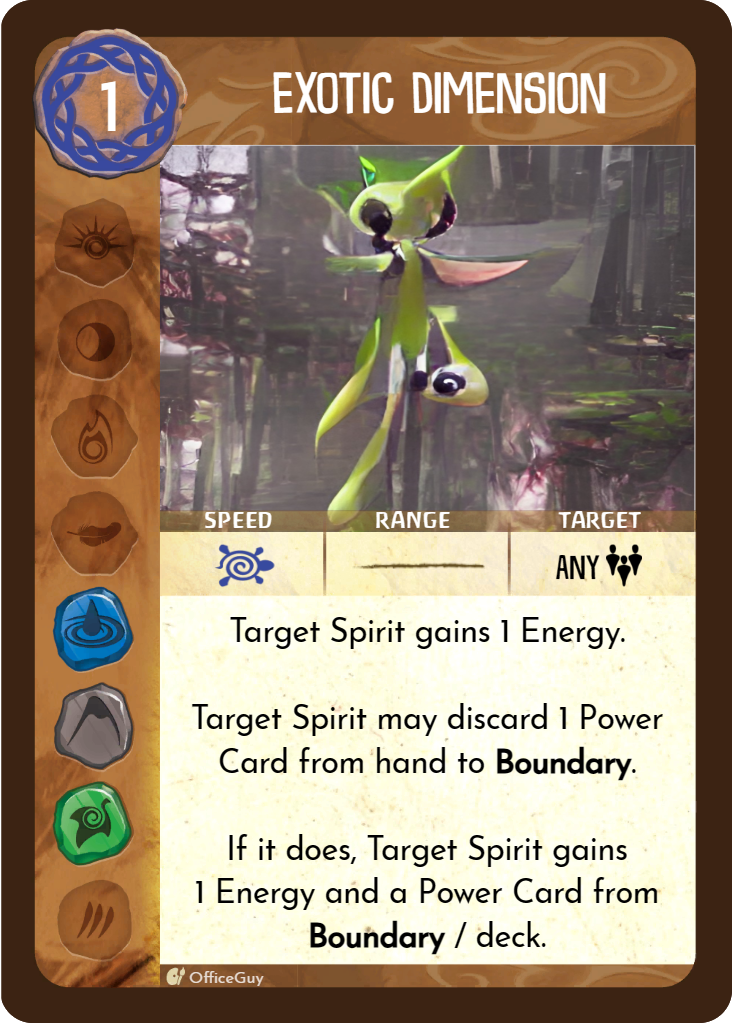 1
EXOTIC DIMENSION
SPEED RANGE TARGET
ANY
Target Spirit gains 1 Energy.
Target Spirit may discard 1 Power
Card from hand to Boundary.
If it does, Target Spirit gains
1 Energy and a Power Card from
Boundary / deck.
OfficeGuy